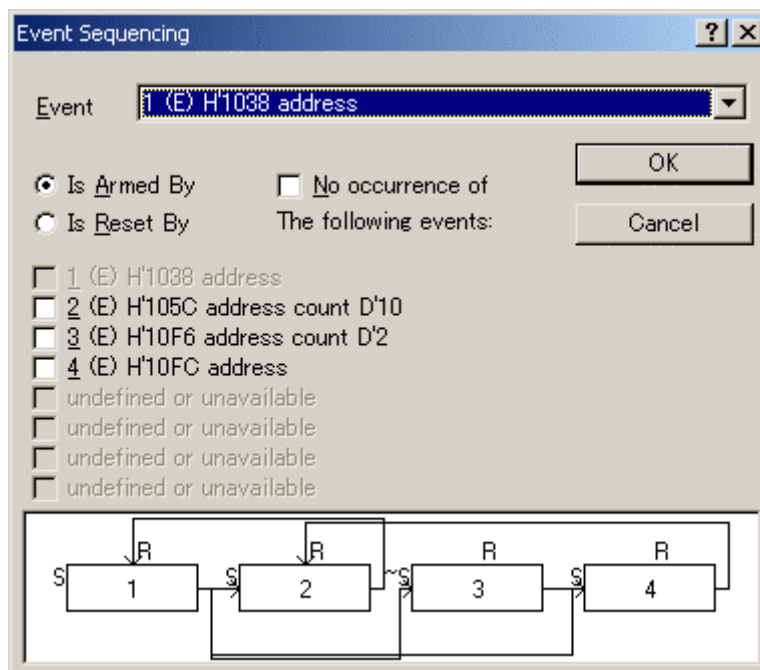 Event Sequencing
Event 1 (E) H'1038 address
OK
Is Armed By No occurrence of
Is Reset By The following events:
Cancel
1 (E) H'1038 address
2 (E) H'105C address count D'10
3 (E) H'10F6 address count D'2
4 (E) H'10FC address
undefined or unavailable
undefined or unavailable
undefined or unavailable
undefined or unavailable
R R R R
S S ~S S
1 2 3 4